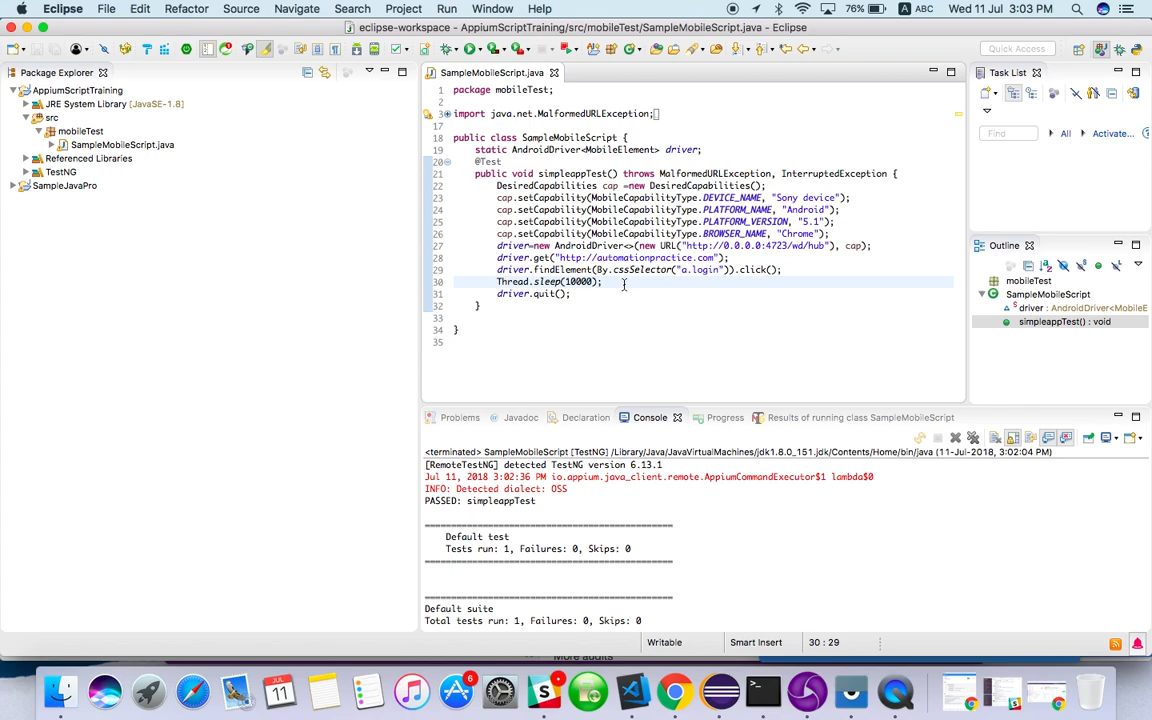 Eclipse File Edit Refactor Source Navigate Search Project Run Window Help 76% ABC Wed 11 Jul 3:03 PM
eclipse-workspace - AppiumScriptTraining/src/mobileTest/SampleMobileScript.java - Eclipse
Quick Access
Package Explorer
AppiumScriptTraining
JRE System Library [JavaSE-1.8]
src
mobileTest
SampleMobileScript.java
Referenced Libraries
TestNG
SampleJavaPro
SampleMobileScript.java
1 package mobileTest;
2
3 import java.net.MalformedURLException;
17
18 public class SampleMobileScript {
19 static AndroidDriver<MobileElement> driver;
20 @Test
21 public void simpleappTest() throws MalformedURLException, InterruptedException {
22 DesiredCapabilities cap =new DesiredCapabilities();
23 cap.setCapability(MobileCapabilityType.DEVICE_NAME, "Sony device");
24 cap.setCapability(MobileCapabilityType.PLATFORM_NAME, "Android");
25 cap.setCapability(MobileCapabilityType.PLATFORM_VERSION, "5.1");
26 cap.setCapability(MobileCapabilityType.BROWSER_NAME, "Chrome");
27 driver=new AndroidDriver<>(new URL("http://0.0.0.0:4723/wd/hub"), cap);
28 driver.get("http://automationpractice.com");
29 driver.findElement(By.cssSelector("a.login")).click();
30 Thread.sleep(10000);
31 driver.quit();
32 }
33
34 }
35
Task List
Find All Activate...
Outline
mobileTest
SampleMobileScript
driver : AndroidDriver<MobileE
simpleappTest() : void
Problems Javadoc Declaration Console Progress Results of running class SampleMobileScript
<terminated> SampleMobileScript [TestNG] /Library/Java/JavaVirtualMachines/jdk1.8.0_151.jdk/Contents/Home/bin/java (11-Jul-2018, 3:02:04 PM)
[RemoteTestNG] detected TestNG version 6.13.1
Jul 11, 2018 3:02:36 PM io.appium.java_client.remote.AppiumCommandExecutor$1 lambda$0
INFO: Detected dialect: OSS
PASSED: simpleappTest
===============================================
Default test
Tests run: 1, Failures: 0, Skips: 0
===============================================
===============================================
Default suite
Total tests run: 1, Failures: 0, Skips: 0
Writable Smart Insert 30 : 29
More audits
11
6